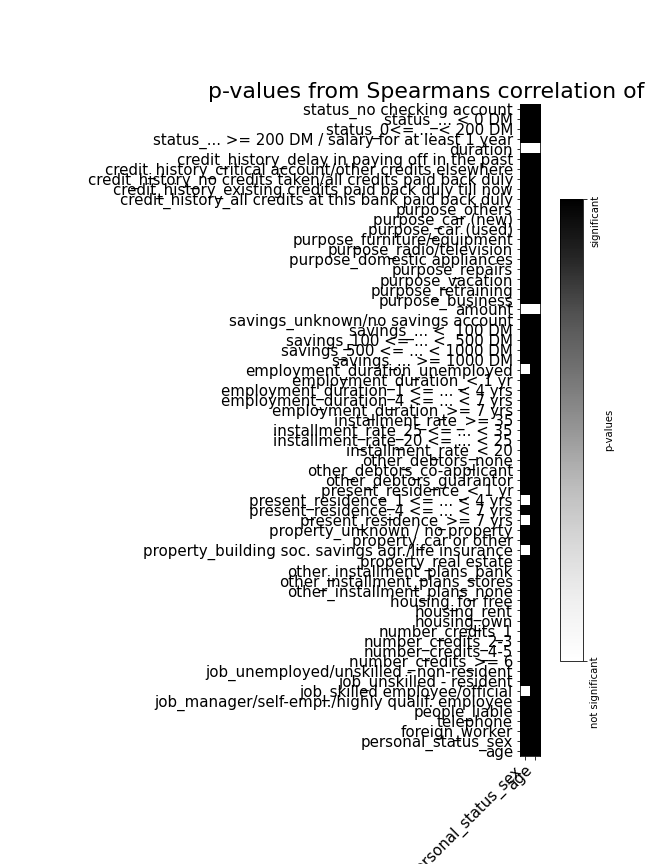 p-values from Spearmans correlation of
status_no checking account
status_... < 0 DM
status_0<= ... < 200 DM
status_... >= 200 DM / salary for at least 1 year
duration
credit_history_delay in paying off in the past
credit_history_critical account/other credits elsewhere
credit_history_no credits taken/all credits paid back duly
credit_history_existing credits paid back duly till now
credit_history_all credits at this bank paid back duly
purpose_others
purpose_car (new)
purpose_car (used)
purpose_furniture/equipment
purpose_radio/television
purpose_domestic appliances
purpose_repairs
purpose_vacation
purpose_retraining
purpose_business
amount
savings_unknown/no savings account
savings_... < 100 DM
savings_100 <= ... < 500 DM
savings_500 <= ... < 1000 DM
savings_... >= 1000 DM
employment_duration_unemployed
employment_duration_< 1 yr
employment_duration_1 <= ... < 4 yrs
employment_duration_4 <= ... < 7 yrs
employment_duration_>= 7 yrs
installment_rate_>= 35
installment_rate_25 <= ... < 35
installment_rate_20 <= ... < 25
installment_rate_< 20
other_debtors_none
other_debtors_co-applicant
other_debtors_guarantor
present_residence_< 1 yr
present_residence_1 <= ... < 4 yrs
present_residence_4 <= ... < 7 yrs
present_residence_>= 7 yrs
property_unknown / no property
property_car or other
property_building soc. savings agr./life insurance
property_real estate
other_installment_plans_bank
other_installment_plans_stores
other_installment_plans_none
housing_for free
housing_rent
housing_own
number_credits_1
number_credits_2-3
number_credits_4-5
number_credits_>= 6
job_unemployed/unskilled - non-resident
job_unskilled - resident
job_skilled employee/official
job_manager/self-empl./highly qualif. employee
people_liable
telephone
foreign_worker
personal_status_sex
age
ersonal_status_sex
age
significant
p-values
not significant